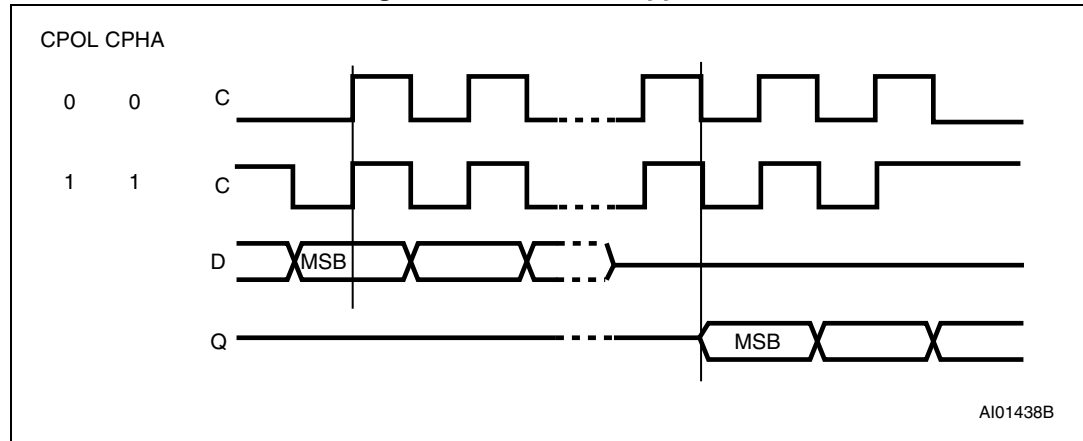 CPOL CPHA
0 0 C
1 1 C
D MSB
Q MSB
AI01438B